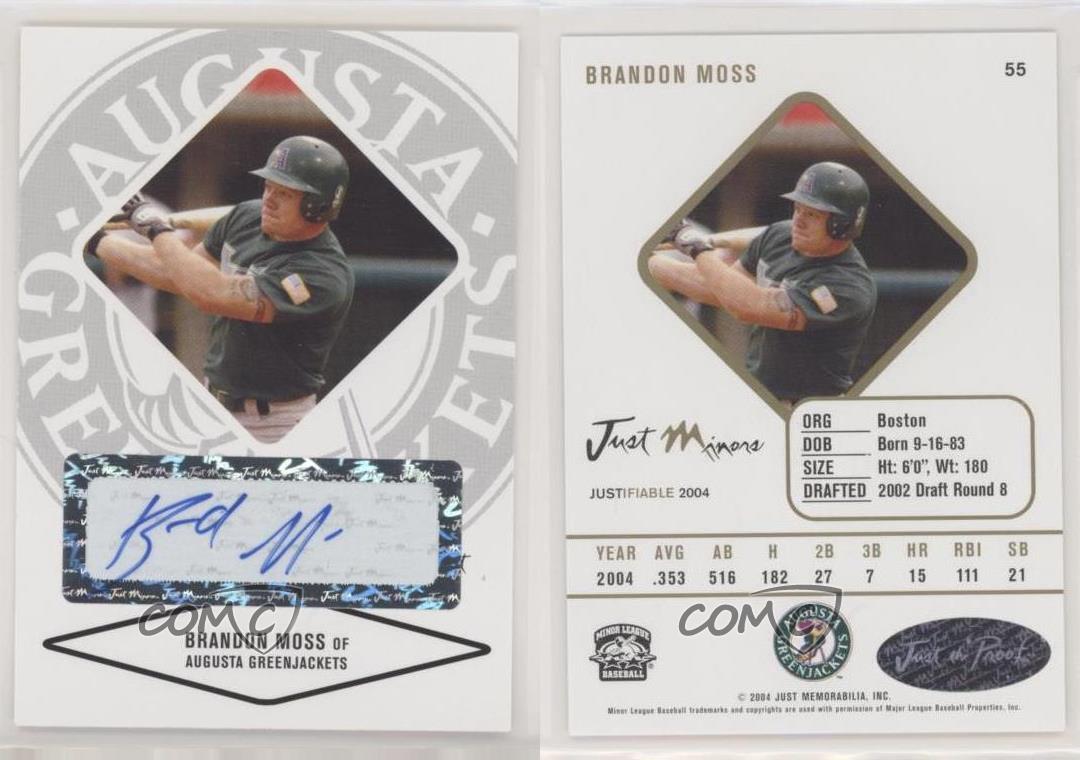 AUGUSTA
GREENJACKETS
Just Minors
COMC
BRANDON MOSS OF
AUGUSTA GREENJACKETS
BRANDON MOSS
55
Just Minors
JUSTIFIABLE 2004
ORG Boston
DOB Born 9-16-83
SIZE Ht: 6'0", Wt: 180
DRAFTED 2002 Draft Round 8
YEAR AVG AB H 2B 3B HR RBI SB
2004 .353 516 182 27 7 15 111 21
COMC
MINOR LEAGUE
BASEBALL
AUGUSTA
GREENJACKETS
TM
Just in Proof
© 2004 JUST MEMORABILIA, INC.
Minor League Baseball trademarks and copyrights are used with permission of Major League Baseball Properties, Inc.